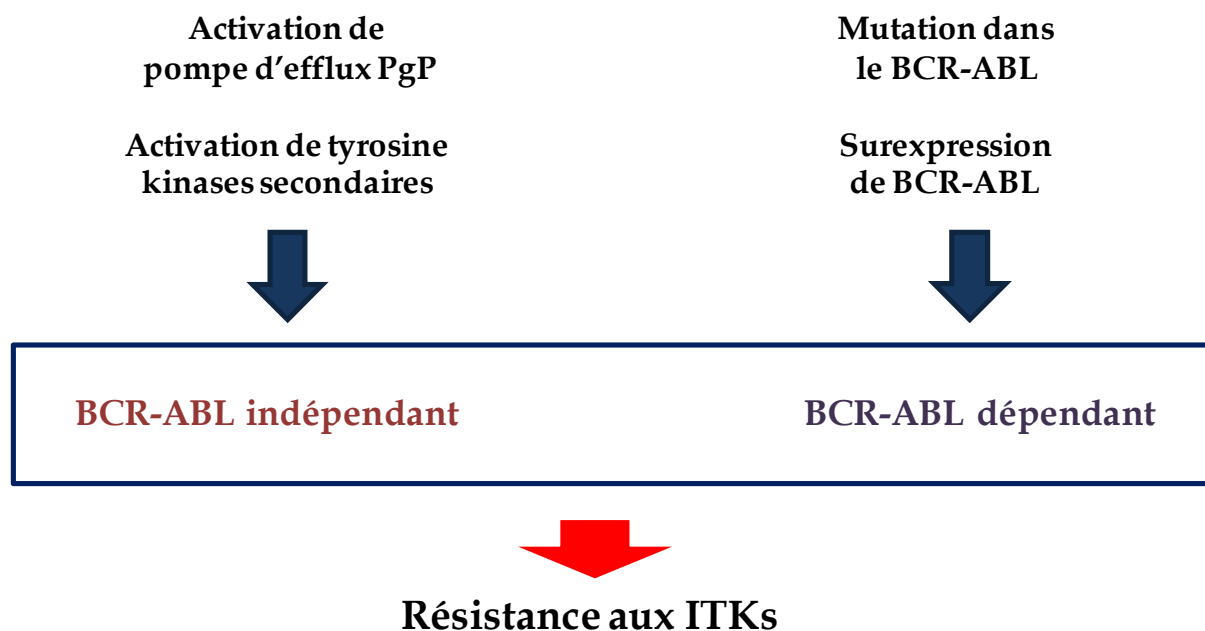 Activation de
pompe d’efflux PgP
Activation de tyrosine
kinases secondaires
Mutation dans
le BCR-ABL
Surexpression
de BCR-ABL
BCR-ABL indépendant
BCR-ABL dépendant
Résistance aux ITKs